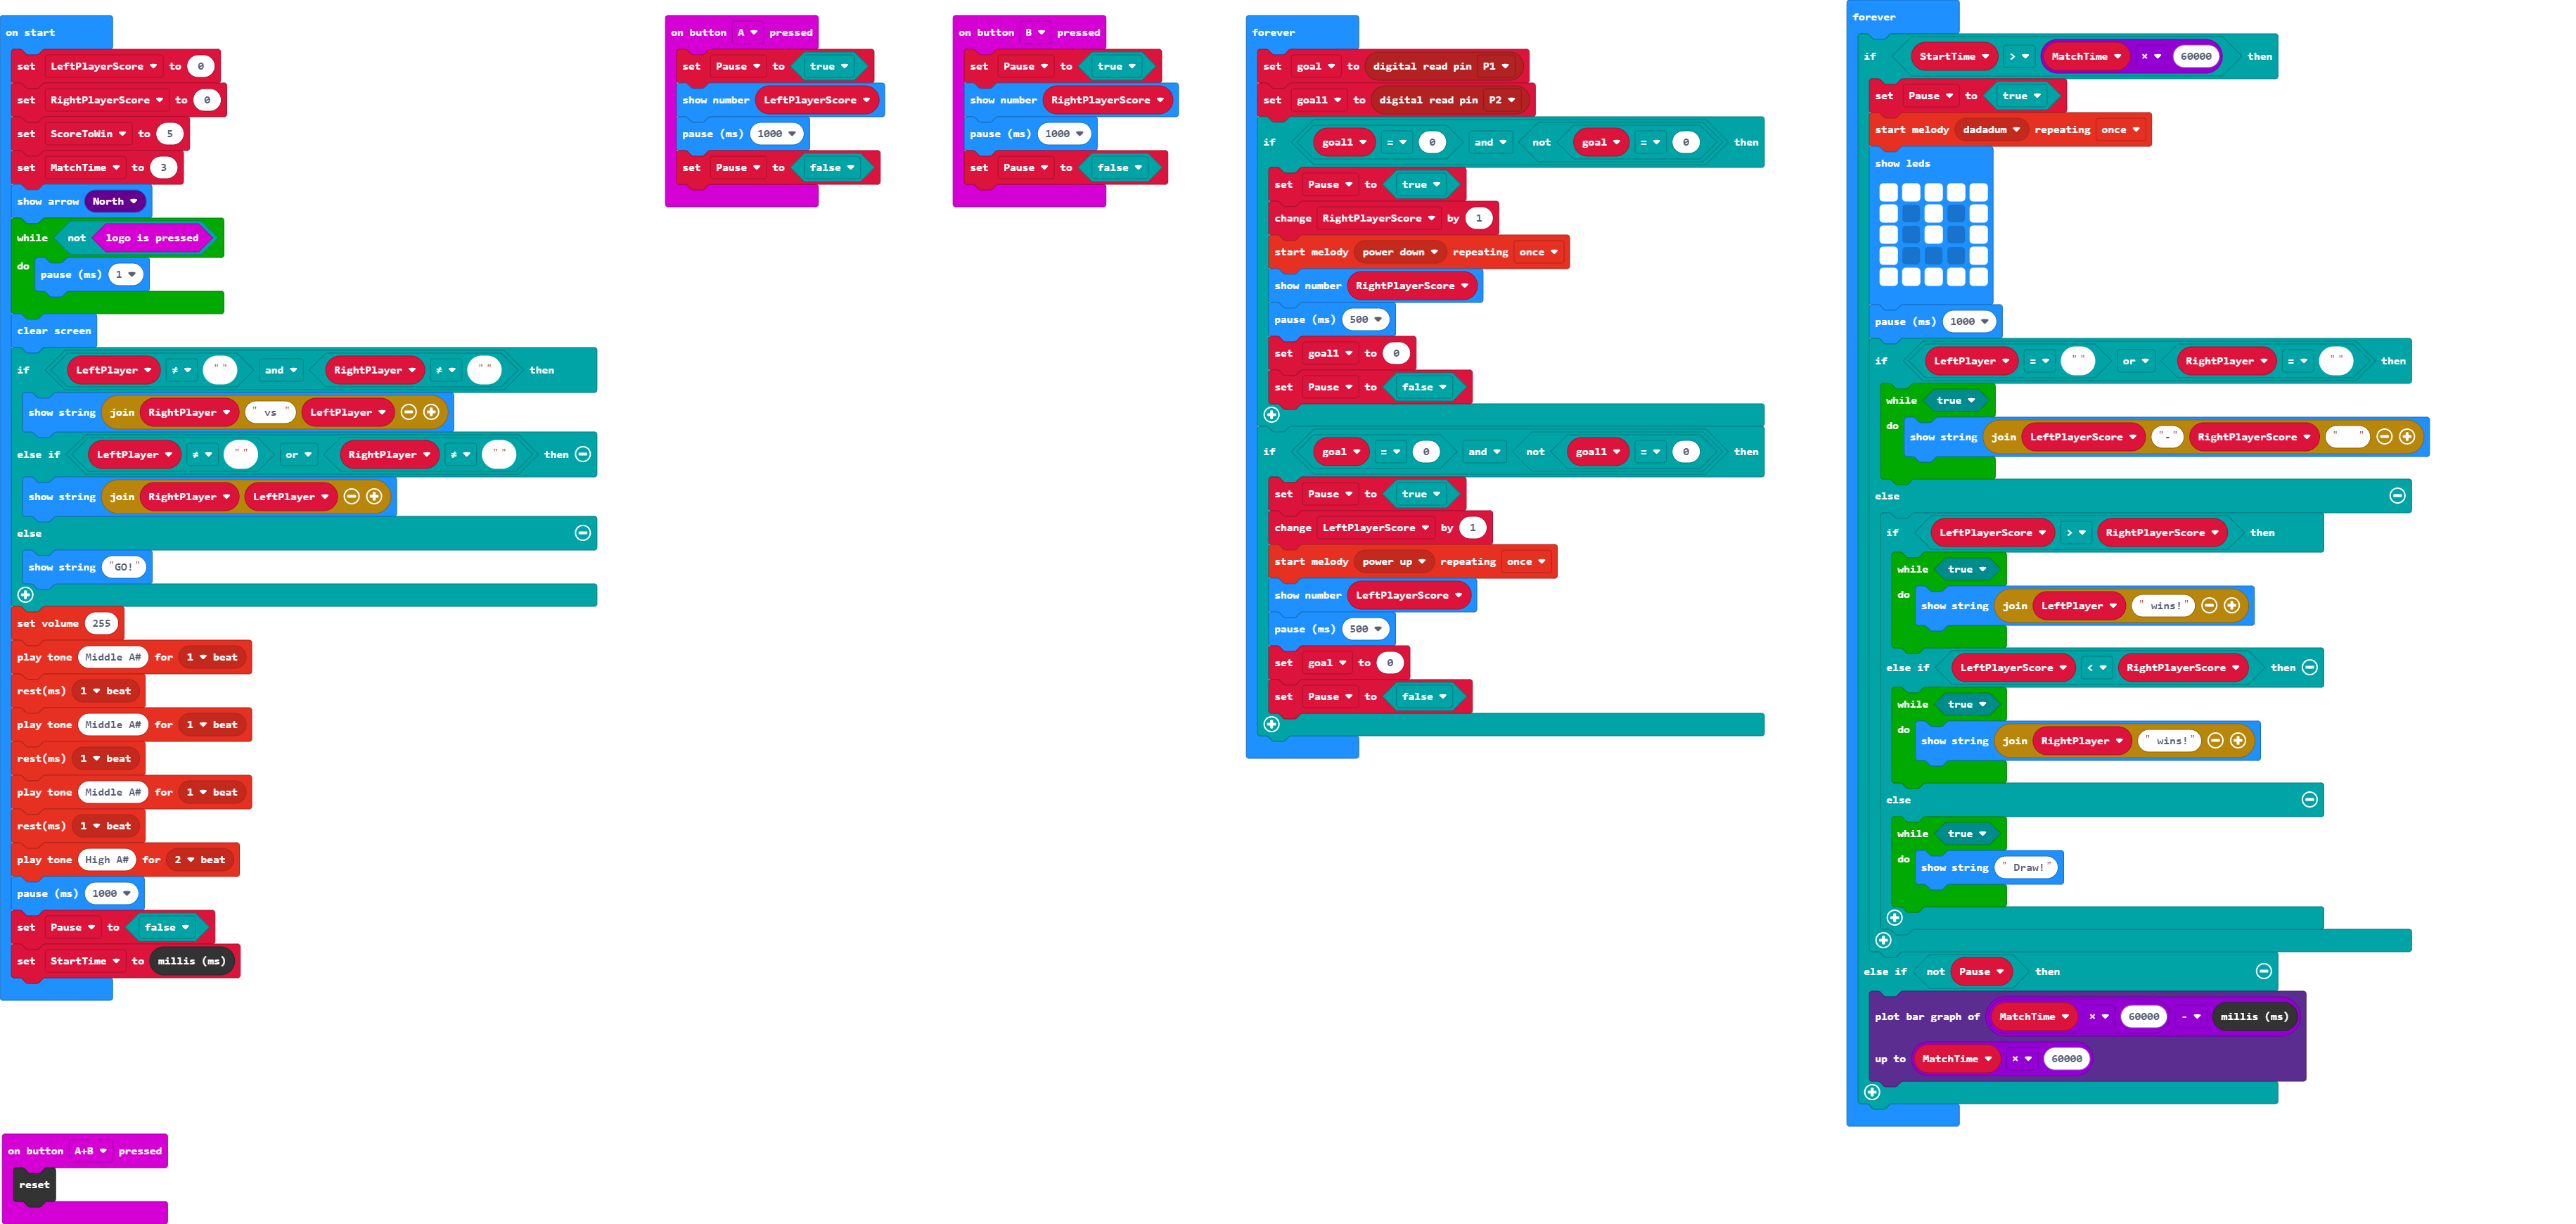 on start
set LeftPlayerScore to 0
set RightPlayerScore to 0
set ScoreToWin to 5
set MatchTime to 3
show arrow North
while not logo is pressed
do
pause (ms) 1
clear screen
if LeftPlayer ≠ " " and RightPlayer ≠ " " then
show string join RightPlayer " vs " LeftPlayer
else if LeftPlayer ≠ " " or RightPlayer ≠ " " then
show string join RightPlayer LeftPlayer
else
show string "GO!"
set volume 255
play tone Middle A# for 1 beat
rest(ms) 1 beat
play tone Middle A# for 1 beat
rest(ms) 1 beat
play tone Middle A# for 1 beat
rest(ms) 1 beat
play tone High A# for 2 beat
pause (ms) 1000
set Pause to false
set StartTime to millis (ms)
on button A+B pressed
reset
on button A pressed
set Pause to true
show number LeftPlayerScore
pause (ms) 1000
set Pause to false
on button B pressed
set Pause to true
show number RightPlayerScore
pause (ms) 1000
set Pause to false
forever
set goal to digital read pin P1
set goal1 to digital read pin P2
if goal1 = 0 and not goal = 0 then
set Pause to true
change RightPlayerScore by 1
start melody power down repeating once
show number RightPlayerScore
pause (ms) 500
set goal1 to 0
set Pause to false
if goal = 0 and not goal1 = 0 then
set Pause to true
change LeftPlayerScore by 1
start melody power up repeating once
show number LeftPlayerScore
pause (ms) 500
set goal to 0
set Pause to false
forever
if StartTime > MatchTime × 60000 then
set Pause to true
start melody dadadum repeating once
show leds
pause (ms) 1000
if LeftPlayer = " " or RightPlayer = " " then
while true
do
show string join LeftPlayerScore "-" RightPlayerScore "   "
else
if LeftPlayerScore > RightPlayerScore then
while true
do
show string join LeftPlayer " wins!"
else if LeftPlayerScore < RightPlayerScore then
while true
do
show string join RightPlayer " wins!"
else
while true
do
show string " Draw!"
else if not Pause then
plot bar graph of MatchTime × 60000 - millis (ms)
up to MatchTime × 60000